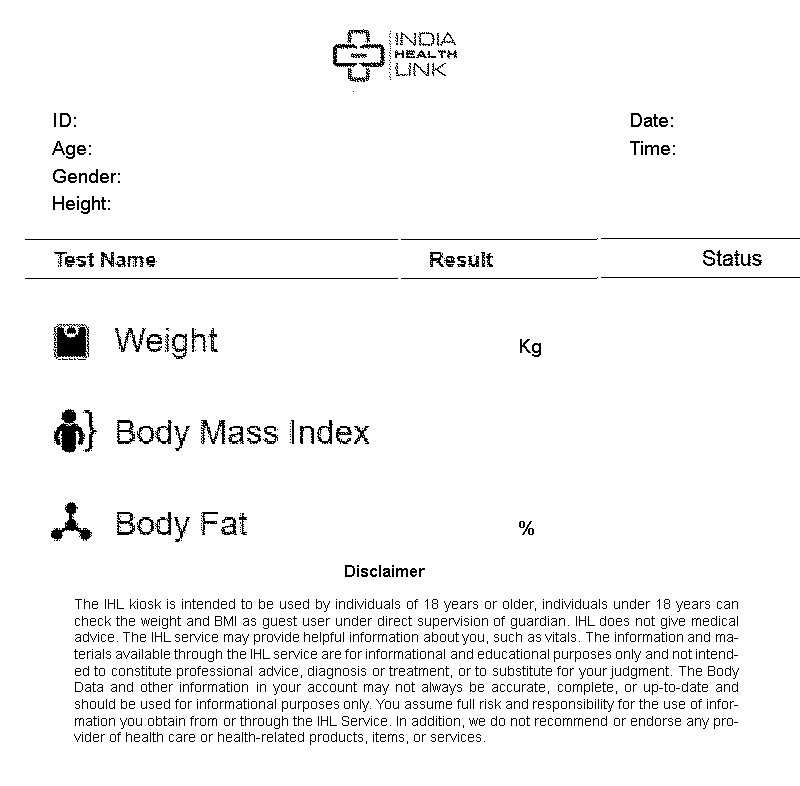 INDIA
HEALTH
LINK
ID:
Date:
Age:
Time:
Gender:
Height:
Test Name Result Status
Weight Kg
Body Mass Index
Body Fat %
Disclaimer
The IHL kiosk is intended to be used by individuals of 18 years or older, individuals under 18 years can
check the weight and BMI as guest user under direct supervision of guardian. IHL does not give medical
advice. The IHL service may provide helpful information about you, such as vitals. The information and ma-
terials available through the IHL service are for informational and educational purposes only and not intend-
ed to constitute professional advice, diagnosis or treatment, or to substitute for your judgment. The Body
Data and other information in your account may not always be accurate, complete, or up-to-date and
should be used for informational purposes only. You assume full risk and responsibility for the use of infor-
mation you obtain from or through the IHL Service. In addition, we do not recommend or endorse any pro-
vider of health care or health-related products, items, or services.